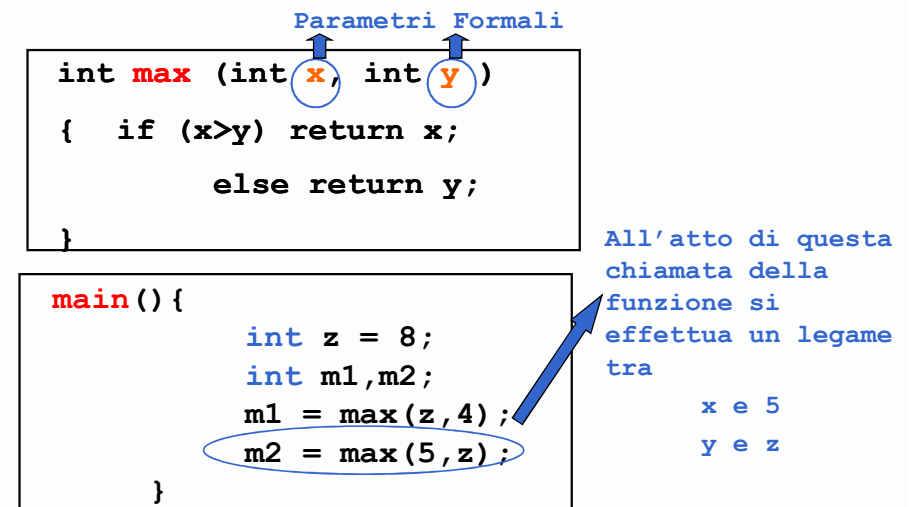 Parametri Formali
int max (int x, int y )
{ if (x>y) return x;
else return y;
}
All’atto di questa
chiamata della
funzione si
effettua un legame
tra
x e 5
y e z
main(){
int z = 8;
int m1,m2;
m1 = max(z,4);
m2 = max(5,z);
}